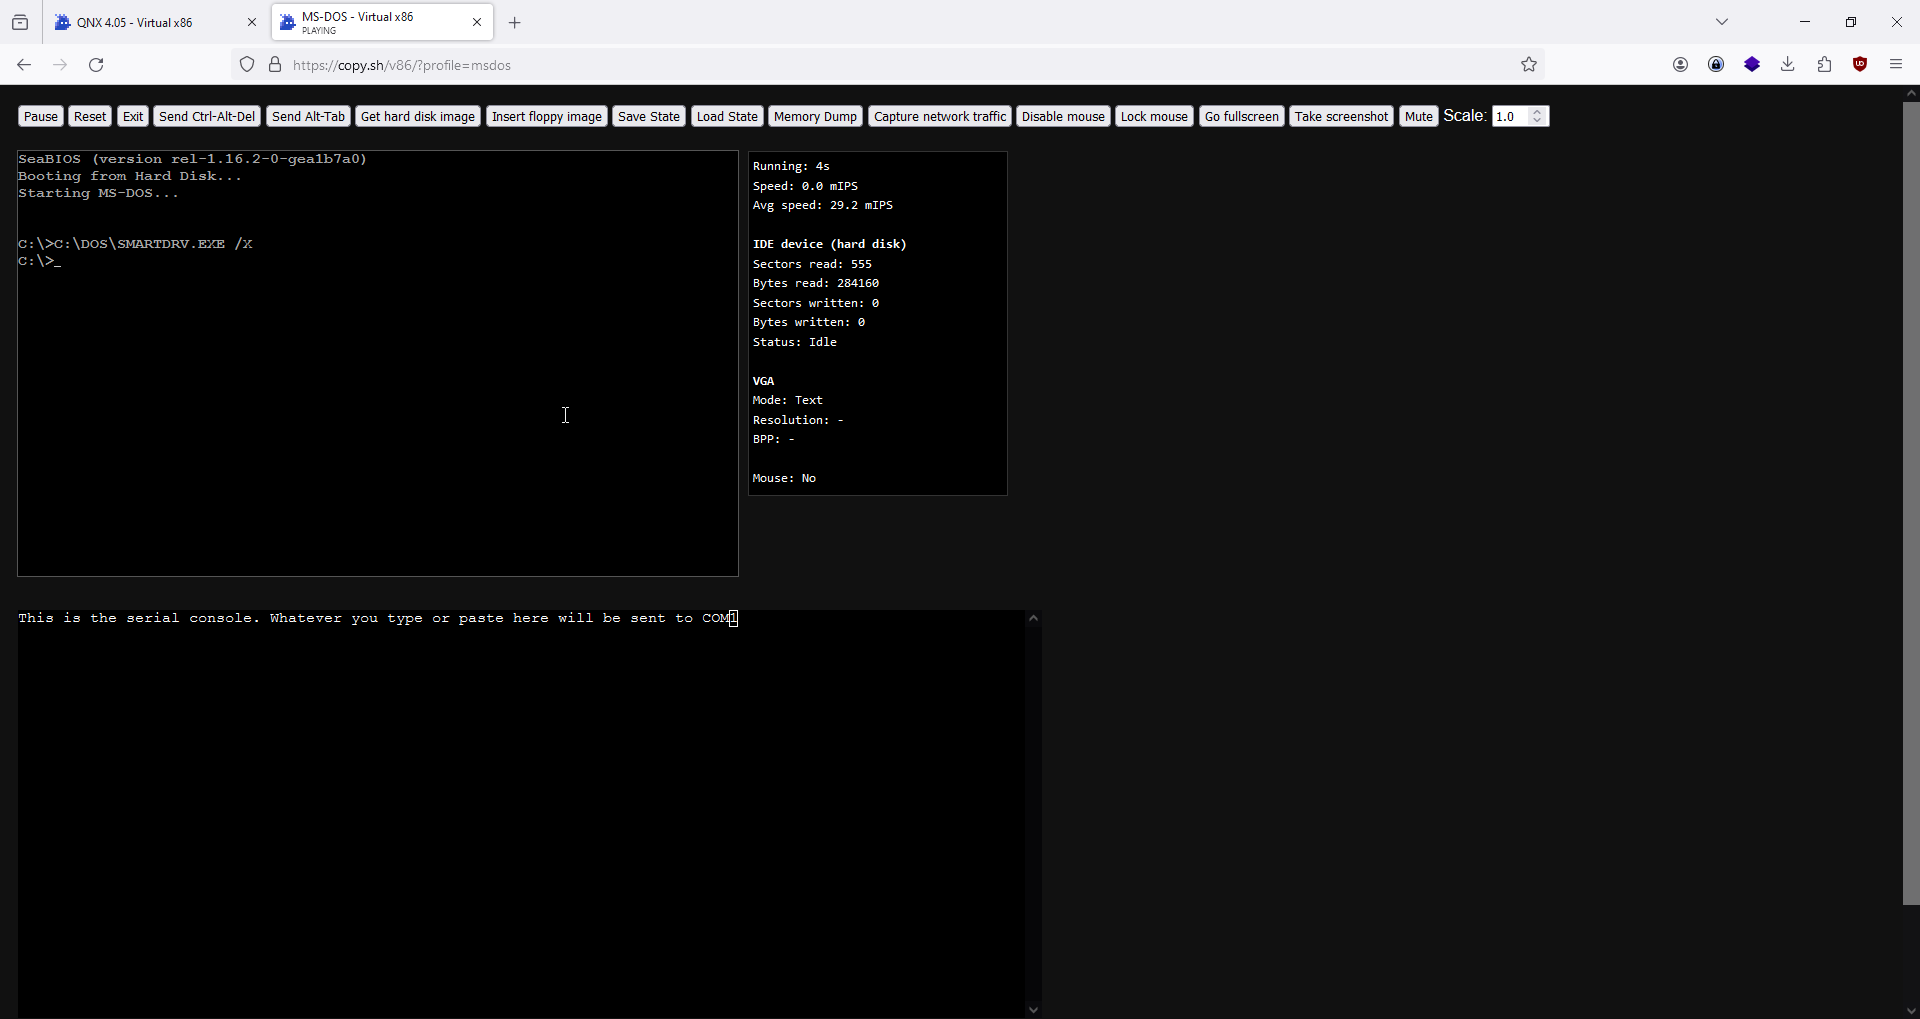 QNX 4.05 - Virtual x86
MS-DOS - Virtual x86
PLAYING
https://copy.sh/v86/?profile=msdos
Pause Reset Exit Send Ctrl-Alt-Del Send Alt-Tab Get hard disk image Insert floppy image Save State Load State Memory Dump Capture network traffic Disable mouse Lock mouse Go fullscreen Take screenshot Mute Scale: 1.0
SeaBIOS (version rel-1.16.2-0-gea1b7a0)
Booting from Hard Disk...
Starting MS-DOS...
C:\>C:\DOS\SMARTDRV.EXE /X
C:\>_
Running: 4s
Speed: 0.0 mIPS
Avg speed: 29.2 mIPS
IDE device (hard disk)
Sectors read: 555
Bytes read: 284160
Sectors written: 0
Bytes written: 0
Status: Idle
VGA
Mode: Text
Resolution: -
BPP: -
Mouse: No
This is the serial console. Whatever you type or paste here will be sent to COM1